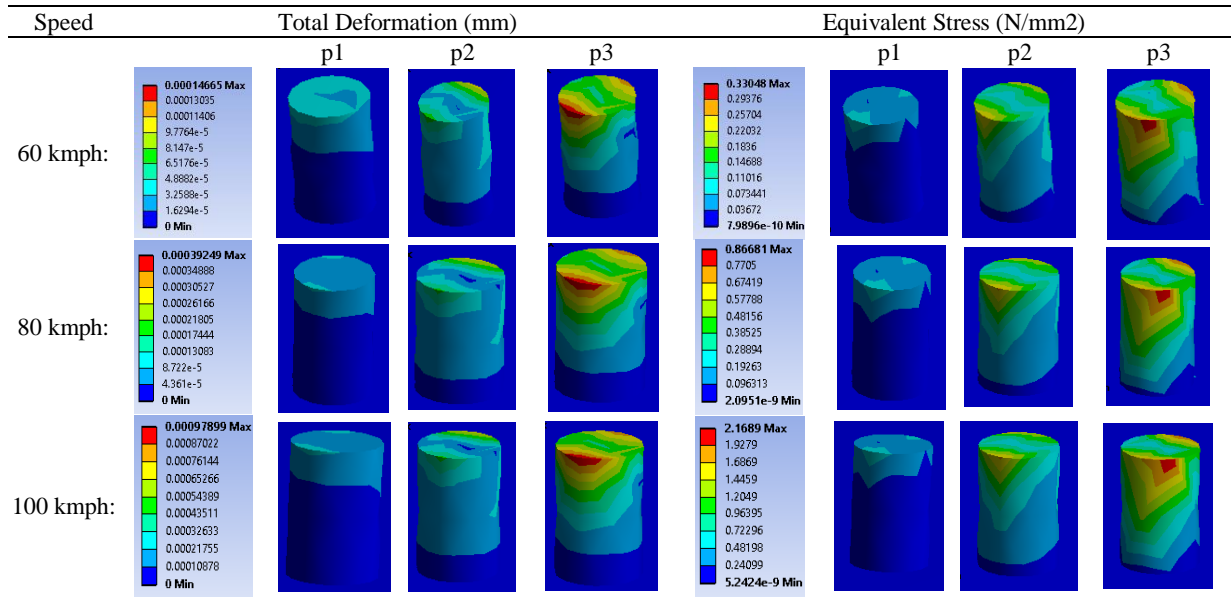 Speed Total Deformation (mm) Equivalent Stress (N/mm2)
p1 p2 p3 p1 p2 p3
60 kmph:
0.00014665 Max
0.00013035
0.00011406
9.7764e-5
8.147e-5
6.5176e-5
4.8882e-5
3.2588e-5
1.6294e-5
0 Min
0.33048 Max
0.29376
0.25704
0.22032
0.1836
0.14688
0.11016
0.073441
0.03672
7.9896e-10 Min
80 kmph:
0.00039249 Max
0.00034888
0.00030527
0.00026166
0.00021805
0.00017444
0.00013083
8.722e-5
4.361e-5
0 Min
0.86681 Max
0.7705
0.67419
0.57788
0.48156
0.38525
0.28894
0.19263
0.096313
2.0951e-9 Min
100 kmph:
0.00097899 Max
0.00087022
0.00076144
0.00065266
0.00054389
0.00043511
0.00032633
0.00021755
0.00010878
0 Min
2.1689 Max
1.9279
1.6869
1.4459
1.2049
0.96395
0.72296
0.48198
0.24099
5.2424e-9 Min